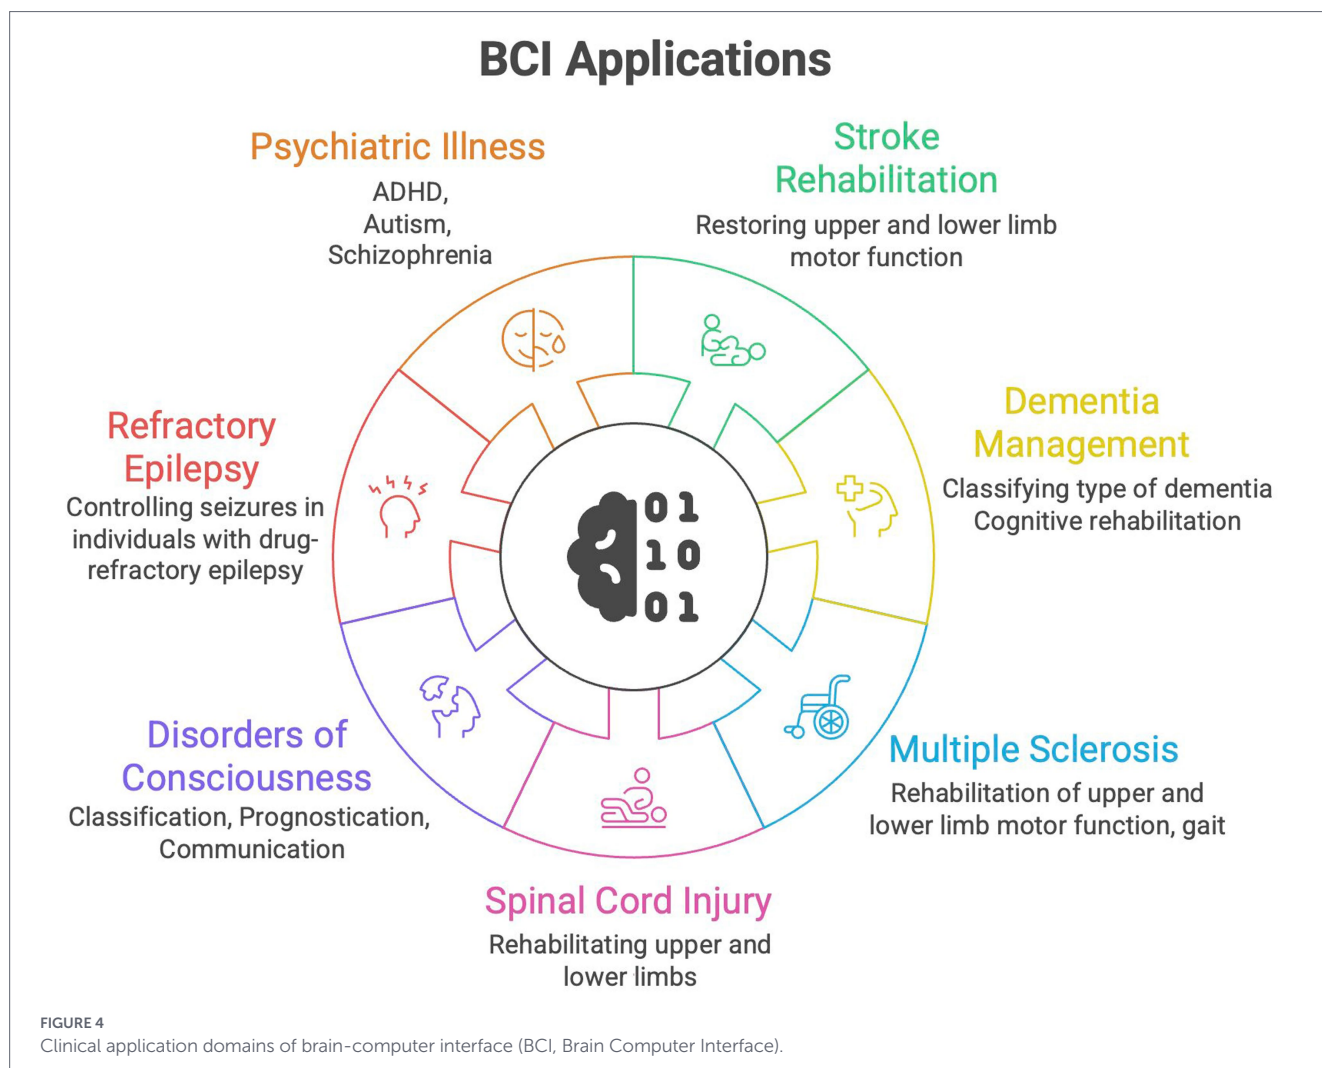 BCI Applications
Psychiatric Illness
ADHD,
Autism,
Schizophrenia
Stroke
Rehabilitation
Restoring upper and lower limb
motor function
Refractory
Epilepsy
Controlling seizures in
individuals with drug-
refractory epilepsy
Dementia
Management
Classifying type of dementia
Cognitive rehabilitation
01
10
01
Disorders of
Consciousness
Classification, Prognostication,
Communication
Multiple Sclerosis
Rehabilitation of upper and
lower limb motor function, gait
Spinal Cord Injury
Rehabilitating upper and
lower limbs
FIGURE 4
Clinical application domains of brain-computer interface (BCI, Brain Computer Interface).